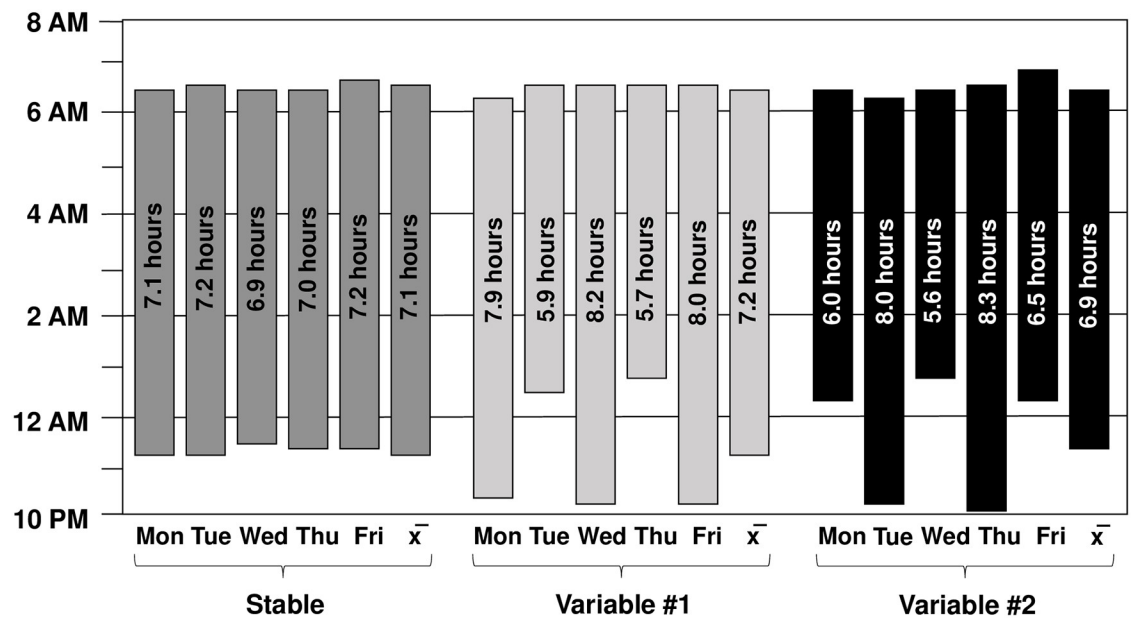 8 AM
6 AM
4 AM
2 AM
12 AM
10 PM
7.1 hours
7.2 hours
6.9 hours
7.0 hours
7.2 hours
7.1 hours
7.9 hours
5.9 hours
8.2 hours
5.7 hours
8.0 hours
7.2 hours
6.0 hours
8.0 hours
5.6 hours
8.3 hours
6.5 hours
6.9 hours
Mon Tue Wed Thu Fri x̄
Mon Tue Wed Thu Fri x̄
Mon Tue Wed Thu Fri x̄
Stable
Variable #1
Variable #2